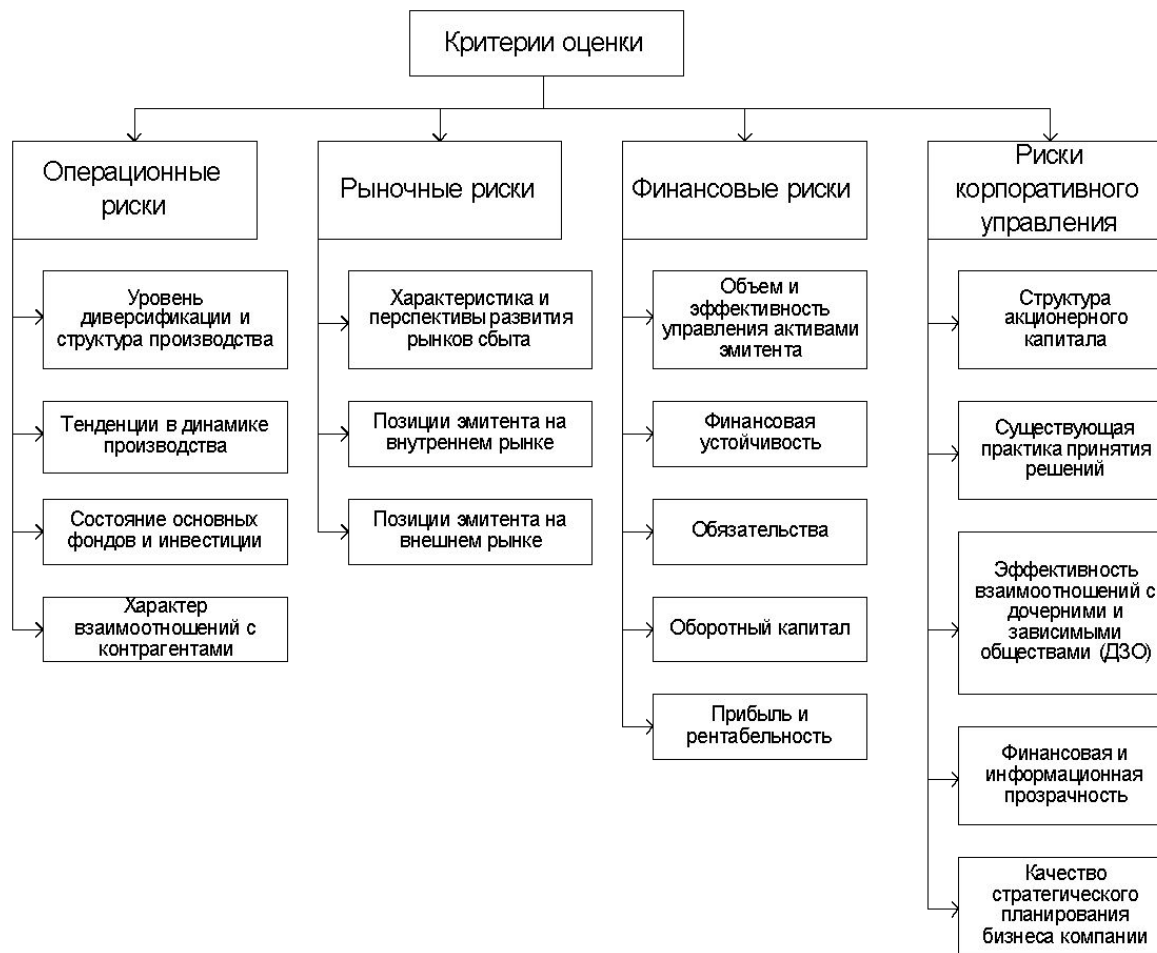 Критерии оценки
Операционные
риски
Уровень
диверсификации и
структура производства
Тенденции в динамике
производства
Состояние основных
фондов и инвестиции
Характер
взаимоотношений с
контрагентами
Рыночные риски
Характеристика и
перспективы развития
рынков сбыта
Позиции эмитента на
внутреннем рынке
Позиции эмитента на
внешнем рынке
Финансовые риски
Объем и
эффективность
управления активами
эмитента
Финансовая
устойчивость
Обязательства
Оборотный капитал
Прибыль и
рентабельность
Риски
корпоративного
управления
Структура
акционерного
капитала
Существующая
практика принятия
решений
Эффективность
взаимоотношений с
дочерними и
зависимыми
обществами (ДЗО)
Финансовая и
информационная
прозрачность
Качество
стратегического
планирования
бизнеса компании